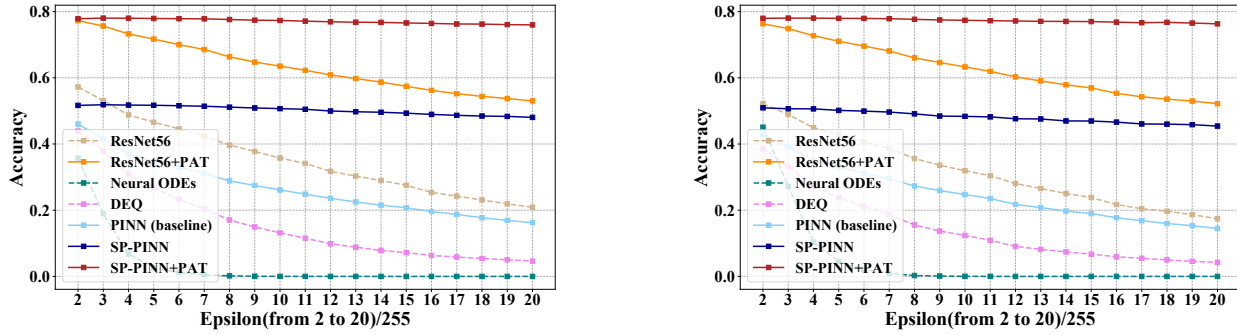 0.8
0.6
0.4
0.2
0.0
Accuracy
ResNet56
ResNet56+PAT
Neural ODEs
DEQ
PINN (baseline)
SP-PINN
SP-PINN+PAT
2 3 4 5 6 7 8 9 10 11 12 13 14 15 16 17 18 19 20
Epsilon(from 2 to 20)/255
0.8
0.6
0.4
0.2
0.0
Accuracy
ResNet56
ResNet56+PAT
Neural ODEs
DEQ
PINN (baseline)
SP-PINN
SP-PINN+PAT
2 3 4 5 6 7 8 9 10 11 12 13 14 15 16 17 18 19 20
Epsilon(from 2 to 20)/255